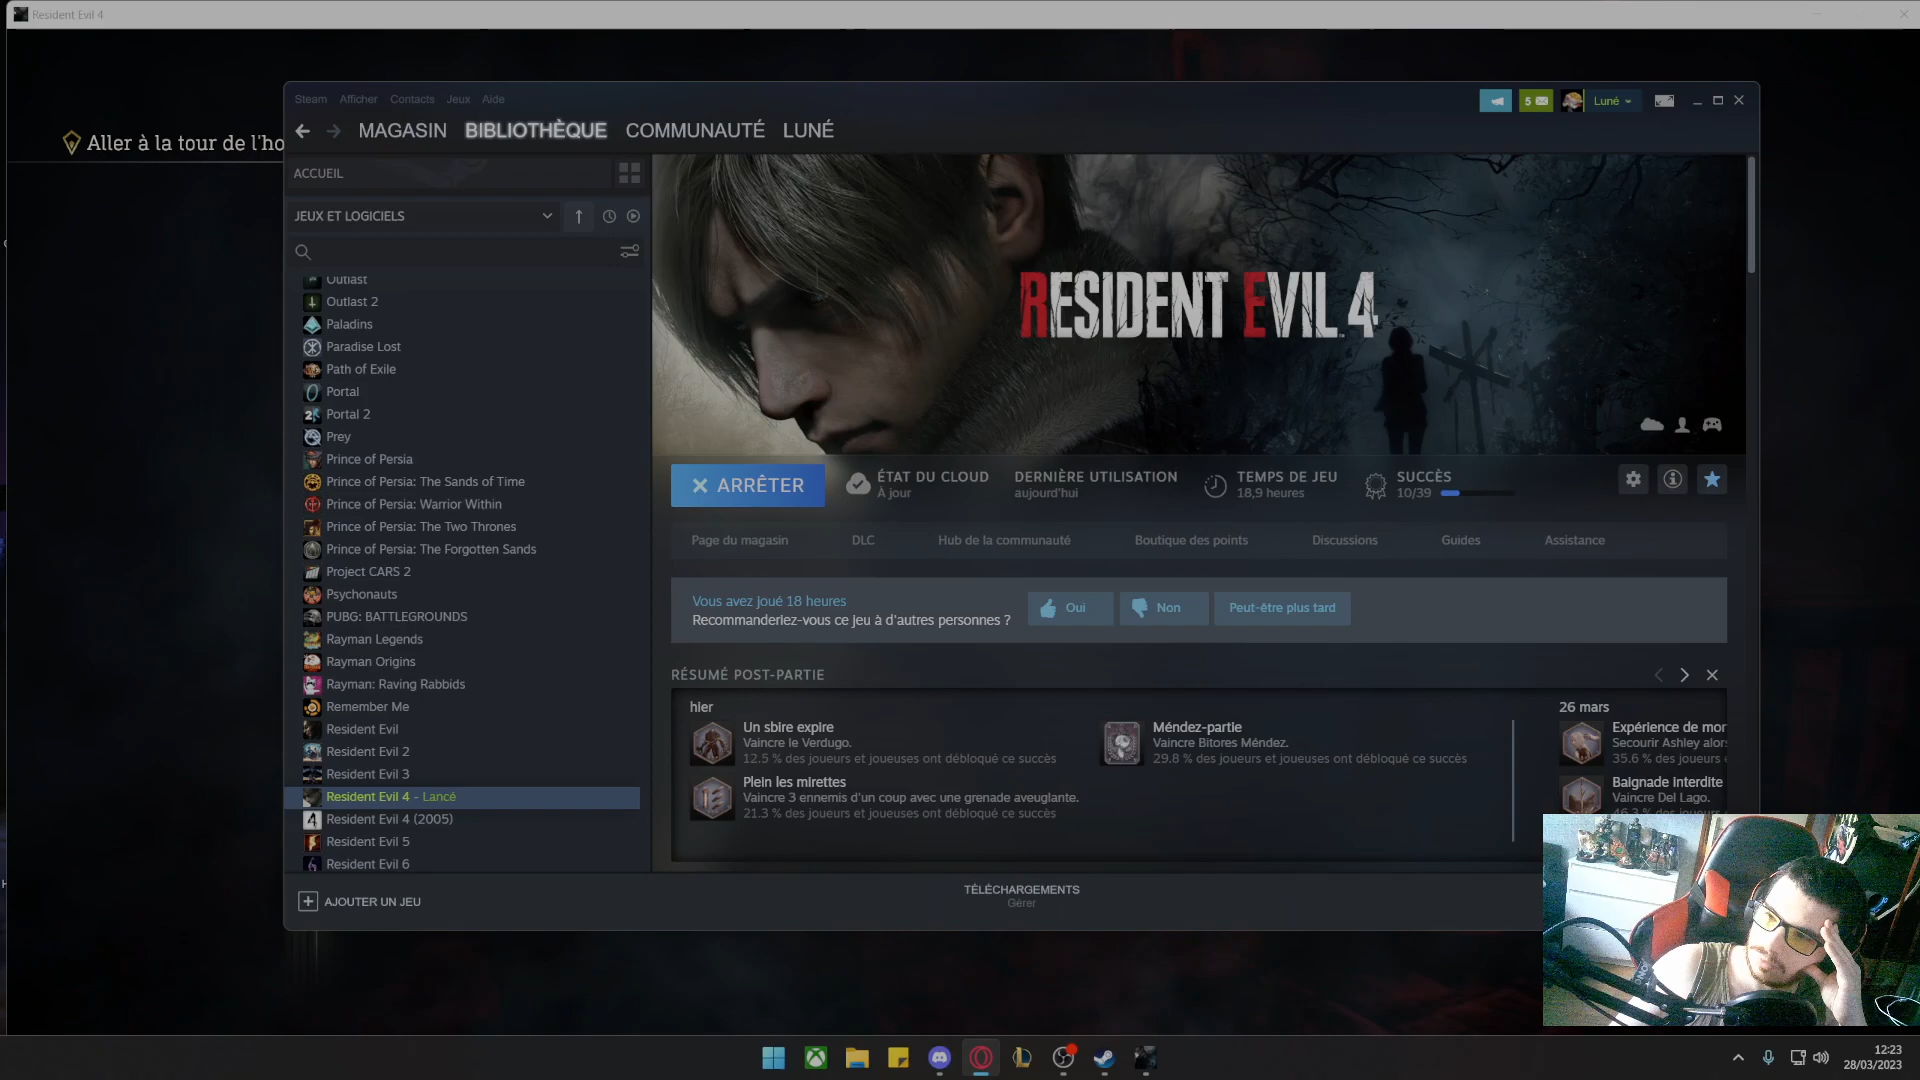 Resident Evil 4
Aller à la tour de l'ho
Steam Afficher Contacts Jeux Aide
5
Luné
MAGASIN BIBLIOTHÈQUE COMMUNAUTÉ LUNÉ
ACCUEIL
JEUX ET LOGICIELS
Outlast
Outlast 2
Paladins
Paradise Lost
Path of Exile
Portal
Portal 2
Prey
Prince of Persia
Prince of Persia: The Sands of Time
Prince of Persia: Warrior Within
Prince of Persia: The Two Thrones
Prince of Persia: The Forgotten Sands
Project CARS 2
Psychonauts
PUBG: BATTLEGROUNDS
Rayman Legends
Rayman Origins
Rayman: Raving Rabbids
Remember Me
Resident Evil
Resident Evil 2
Resident Evil 3
Resident Evil 4 - Lancé
Resident Evil 4 (2005)
Resident Evil 5
Resident Evil 6
AJOUTER UN JEU
RESIDENT EVIL 4
ARRÊTER
ÉTAT DU CLOUD
À jour
DERNIÈRE UTILISATION
aujourd'hui
TEMPS DE JEU
18,9 heures
SUCCÈS
10/39
Page du magasin DLC Hub de la communauté Boutique des points Discussions Guides Assistance
Vous avez joué 18 heures
Recommanderiez-vous ce jeu à d'autres personnes ?
Oui
Non
Peut-être plus tard
RÉSUMÉ POST-PARTIE
hier
Un sbire expire
Vaincre le Verdugo.
12.5 % des joueurs et joueuses ont débloqué ce succès
Plein les mirettes
Vaincre 3 ennemis d'un coup avec une grenade aveuglante.
21.3 % des joueurs et joueuses ont débloqué ce succès
Méndez-partie
Vaincre Bitores Méndez.
29.8 % des joueurs et joueuses ont débloqué ce succès
26 mars
Expérience de mor
Secourir Ashley alors
35.6 % des joueurs
Baignade interdite
Vaincre Del Lago.
46.3 % des joueurs
TÉLÉCHARGEMENTS
Gérer
12:23
28/03/2023